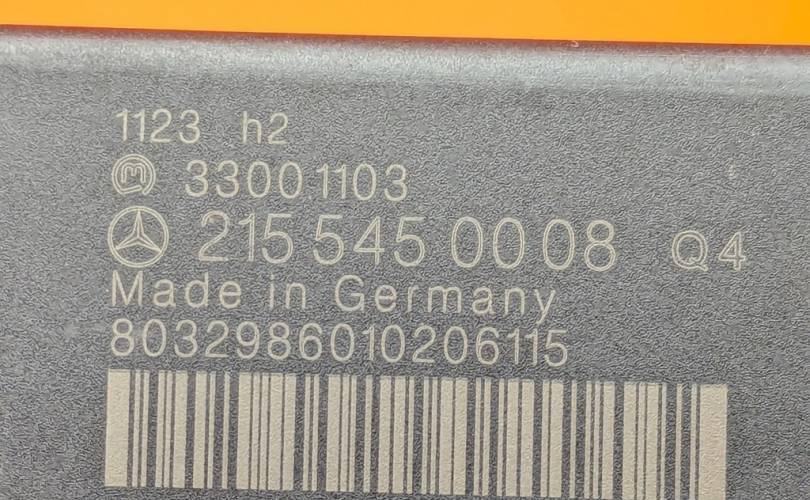 1123 h2
33001103
215 545 00 08 Q4
Made in Germany
8032986010206115